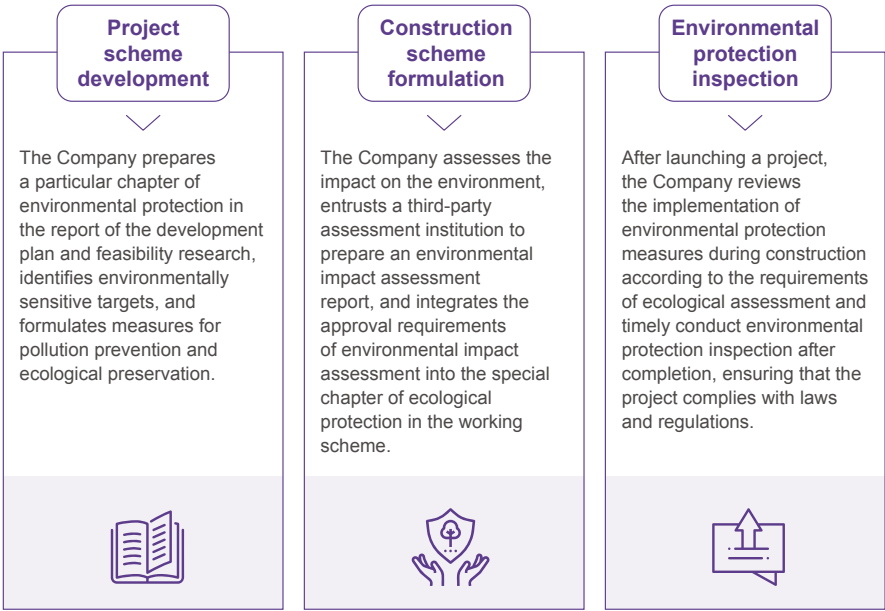 Project
scheme
development
The Company prepares
a particular chapter of
environmental protection in
the report of the development
plan and feasibility research,
identifies environmentally
sensitive targets, and
formulates measures for
pollution prevention and
ecological preservation.
Construction
scheme
formulation
The Company assesses the
impact on the environment,
entrusts a third-party
assessment institution to
prepare an environmental
impact assessment
report, and integrates the
approval requirements
of environmental impact
assessment into the special
chapter of ecological
protection in the working
scheme.
Environmental
protection
inspection
After launching a project,
the Company reviews
the implementation of
environmental protection
measures during construction
according to the requirements
of ecological assessment and
timely conduct environmental
protection inspection after
completion, ensuring that the
project complies with laws
and regulations.